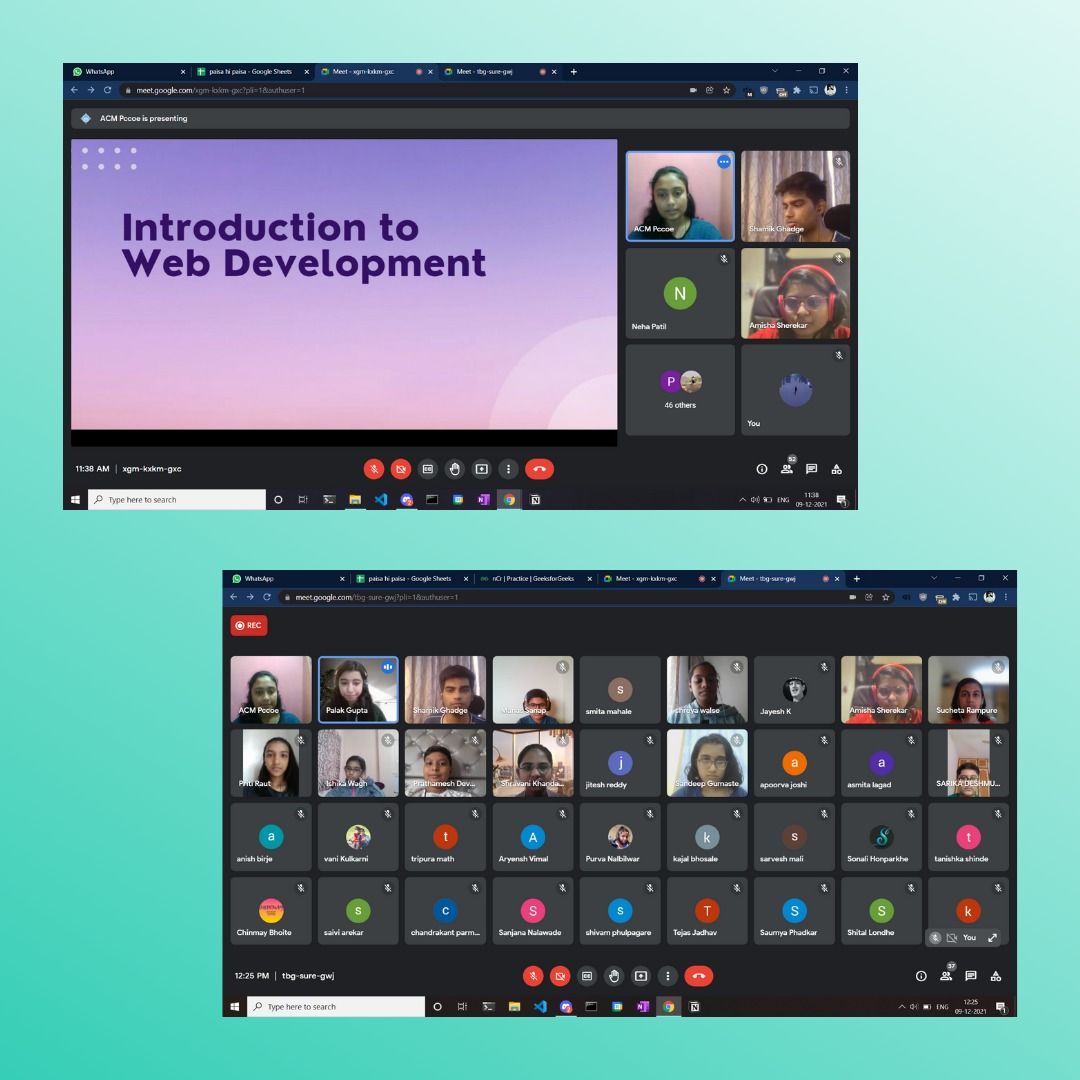 WhatsApp
paisa hi paisa - Google Sheets
Meet - xgm-kxkm-gxc
Meet - tbg-sure-gwj
meet.google.com/xgm-kxkm-gxc?pli=1&authuser=1
ACM Pccoe is presenting
Introduction to
Web Development
ACM Pccoe
Shamik Ghadge
N
Neha Patil
Amisha Sherekar
P
46 others
You
11:38 AM | xgm-kxkm-gxc
52
Type here to search
ENG
11:38
09-12-2021
WhatsApp
paisa hi paisa - Google Sheets
nCr | Practice | GeeksforGeeks
Meet - xgm-kxkm-gxc
Meet - tbg-sure-gwj
meet.google.com/tbg-sure-gwj?pli=1&authuser=1
REC
ACM Pccoe
Palak Gupta
Shamik Ghadge
s
smita mahale
Jayesh K
Amisha Sherekar
Sucheta Rampure
Priti Raut
Ishika Wagh
Prathamesh Dev...
Shravani Khanda...
j
jitesh reddy
Sandeep Gumaste
a
apoorva joshi
a
asmita lagad
SARIKA DESHMU...
a
anish birje
vani Kulkarni
t
tripura math
A
Aryensh Vimal
Purva Nalbilwar
k
kajal bhosale
s
sarvesh mali
S
Sonali Honparkhe
t
tanishka shinde
Chinmay Bhoite
s
saivi arekar
c
chandrakant parm...
S
Sanjana Nalawade
s
shivam phulpagare
T
Tejas Jadhav
S
Saumya Phadkar
S
Shital Londhe
k
You
12:25 PM | tbg-sure-gwj
37
Type here to search
ENG
12:25
09-12-2021